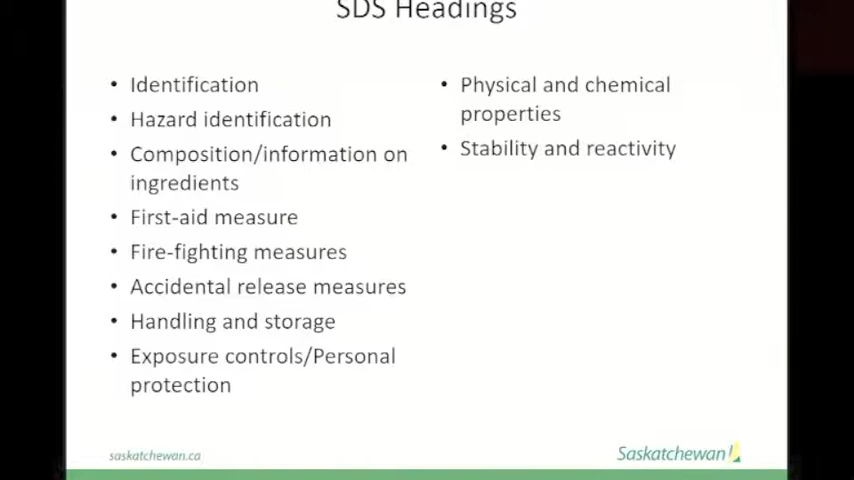 SDS Headings
• Identification
• Hazard identification
• Composition/information on
ingredients
• First-aid measure
• Fire-fighting measures
• Accidental release measures
• Handling and storage
• Exposure controls/Personal
protection
• Physical and chemical
properties
• Stability and reactivity
saskatchewan.ca
Saskatchewan